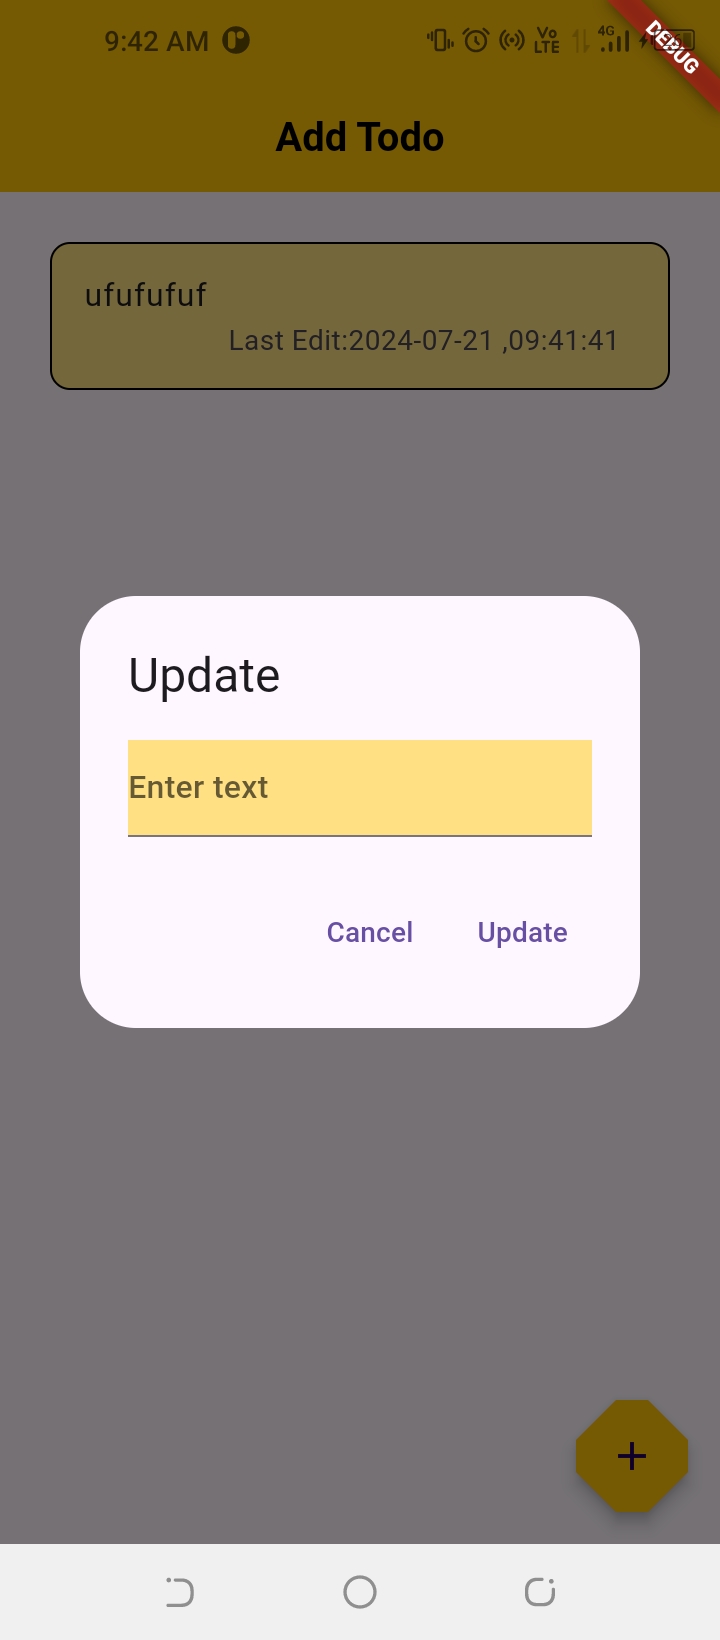 9:42 AM
Vo
LTE
4G
DEBUG
Add Todo
ufufufuf
Last Edit:2024-07-21 ,09:41:41
Update
Enter text
Cancel
Update